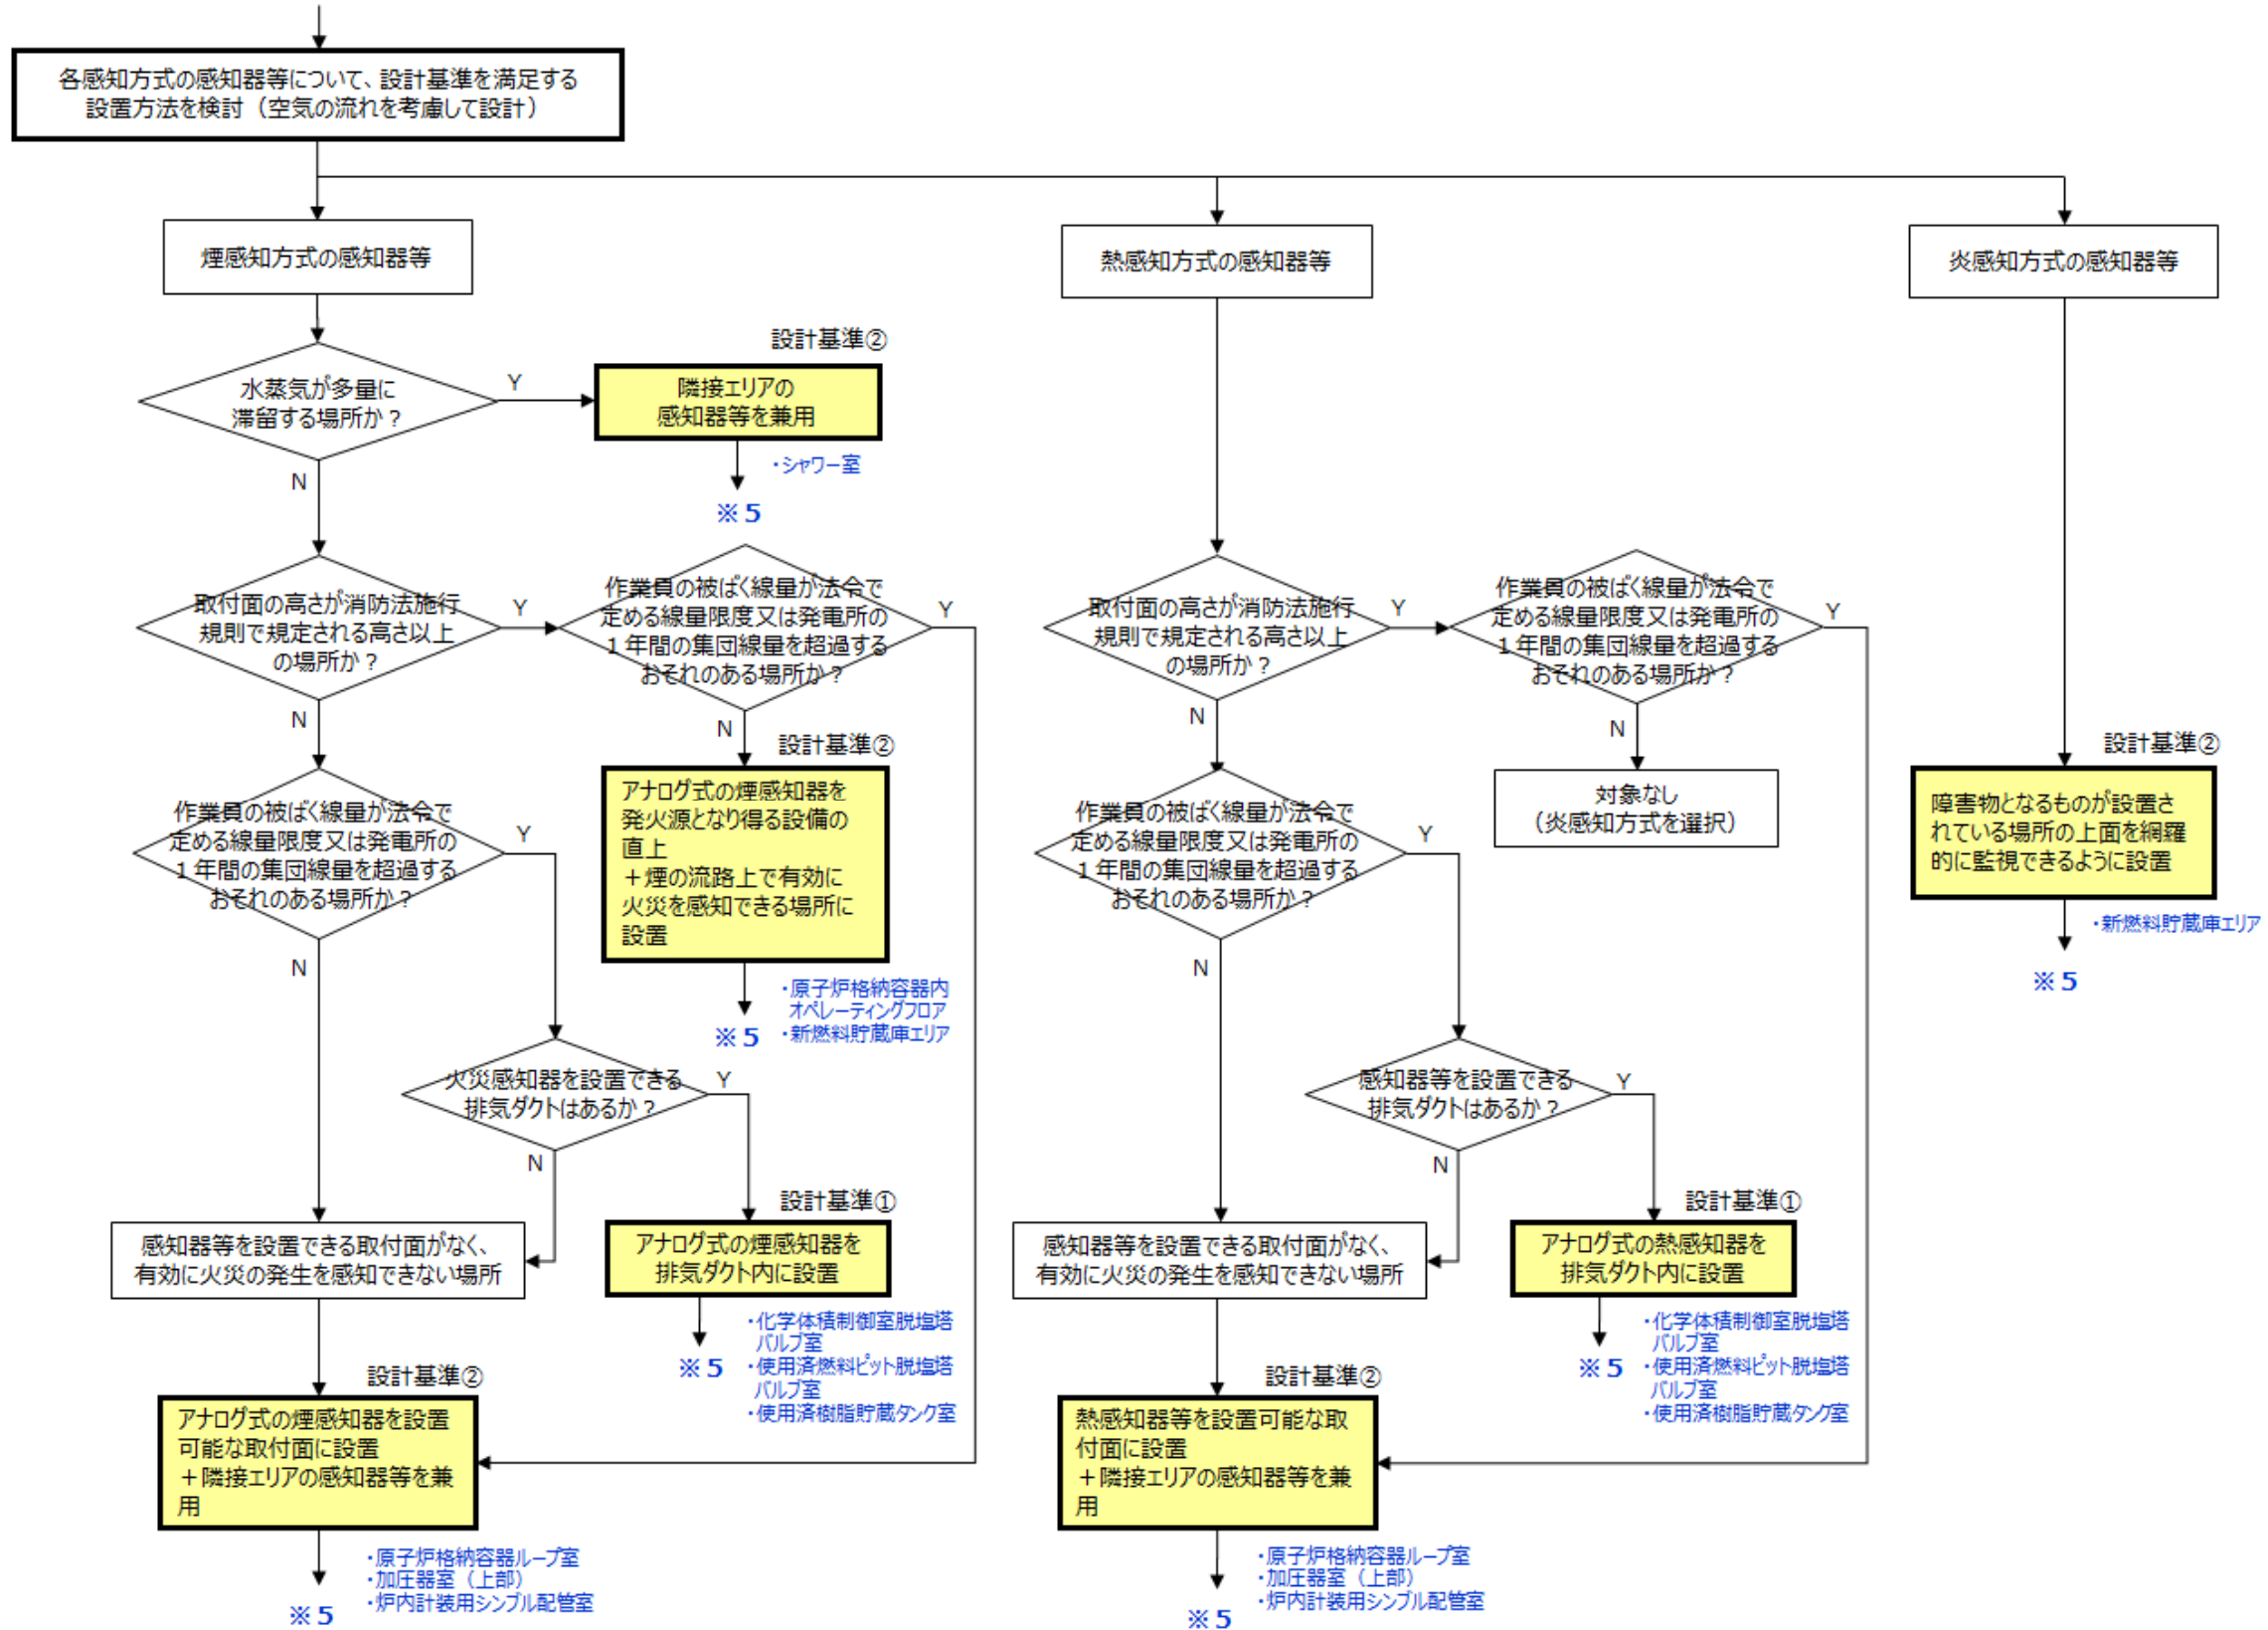 各感知方式の感知器等について、設計基準を満足する
設置方法を検討（空気の流れを考慮して設計）
煙感知方式の感知器等
熱感知方式の感知器等
炎感知方式の感知器等
水蒸気が多量に
滞留する場所か？
Y
N
設計基準②
隣接エリアの
感知器等を兼用
・シャワー室
※５
取付面の高さが消防法施行
規則で規定される高さ以上
の場所か？
Y
N
作業員の被ばく線量が法令で
定める線量限度又は発電所の
１年間の集団線量を超過する
おそれのある場所か？
Y
N
設計基準②
アナログ式の煙感知器を
発火源となり得る設備の
直上
＋煙の流路上で有効に
火災を感知できる場所に
設置
・原子炉格納容器内
オペレーティングフロア
・新燃料貯蔵庫エリア
※５
作業員の被ばく線量が法令で
定める線量限度又は発電所の
１年間の集団線量を超過する
おそれのある場所か？
Y
N
火災感知器を設置できる
排気ダクトはあるか？
Y
N
設計基準①
アナログ式の煙感知器を
排気ダクト内に設置
・化学体積制御室脱塩塔
バルブ室
・使用済燃料ピット脱塩塔
バルブ室
・使用済樹脂貯蔵タンク室
※５
感知器等を設置できる取付面がなく、
有効に火災の発生を感知できない場所
設計基準②
アナログ式の煙感知器を設置
可能な取付面に設置
＋隣接エリアの感知器等を兼
用
・原子炉格納容器ループ室
・加圧器室（上部）
・炉内計装用シンブル配管室
※５
取付面の高さが消防法施行
規則で規定される高さ以上
の場所か？
Y
N
作業員の被ばく線量が法令で
定める線量限度又は発電所の
１年間の集団線量を超過する
おそれのある場所か？
Y
N
対象なし
（炎感知方式を選択）
作業員の被ばく線量が法令で
定める線量限度又は発電所の
１年間の集団線量を超過する
おそれのある場所か？
Y
N
感知器等を設置できる
排気ダクトはあるか？
Y
N
設計基準①
アナログ式の熱感知器を
排気ダクト内に設置
・化学体積制御室脱塩塔
バルブ室
・使用済燃料ピット脱塩塔
バルブ室
・使用済樹脂貯蔵タンク室
※５
感知器等を設置できる取付面がなく、
有効に火災の発生を感知できない場所
設計基準②
熱感知器等を設置可能な取
付面に設置
＋隣接エリアの感知器等を兼
用
・原子炉格納容器ループ室
・加圧器室（上部）
・炉内計装用シンブル配管室
※５
設計基準②
障害物となるものが設置さ
れている場所の上面を網羅
的に監視できるように設置
・新燃料貯蔵庫エリア
※５